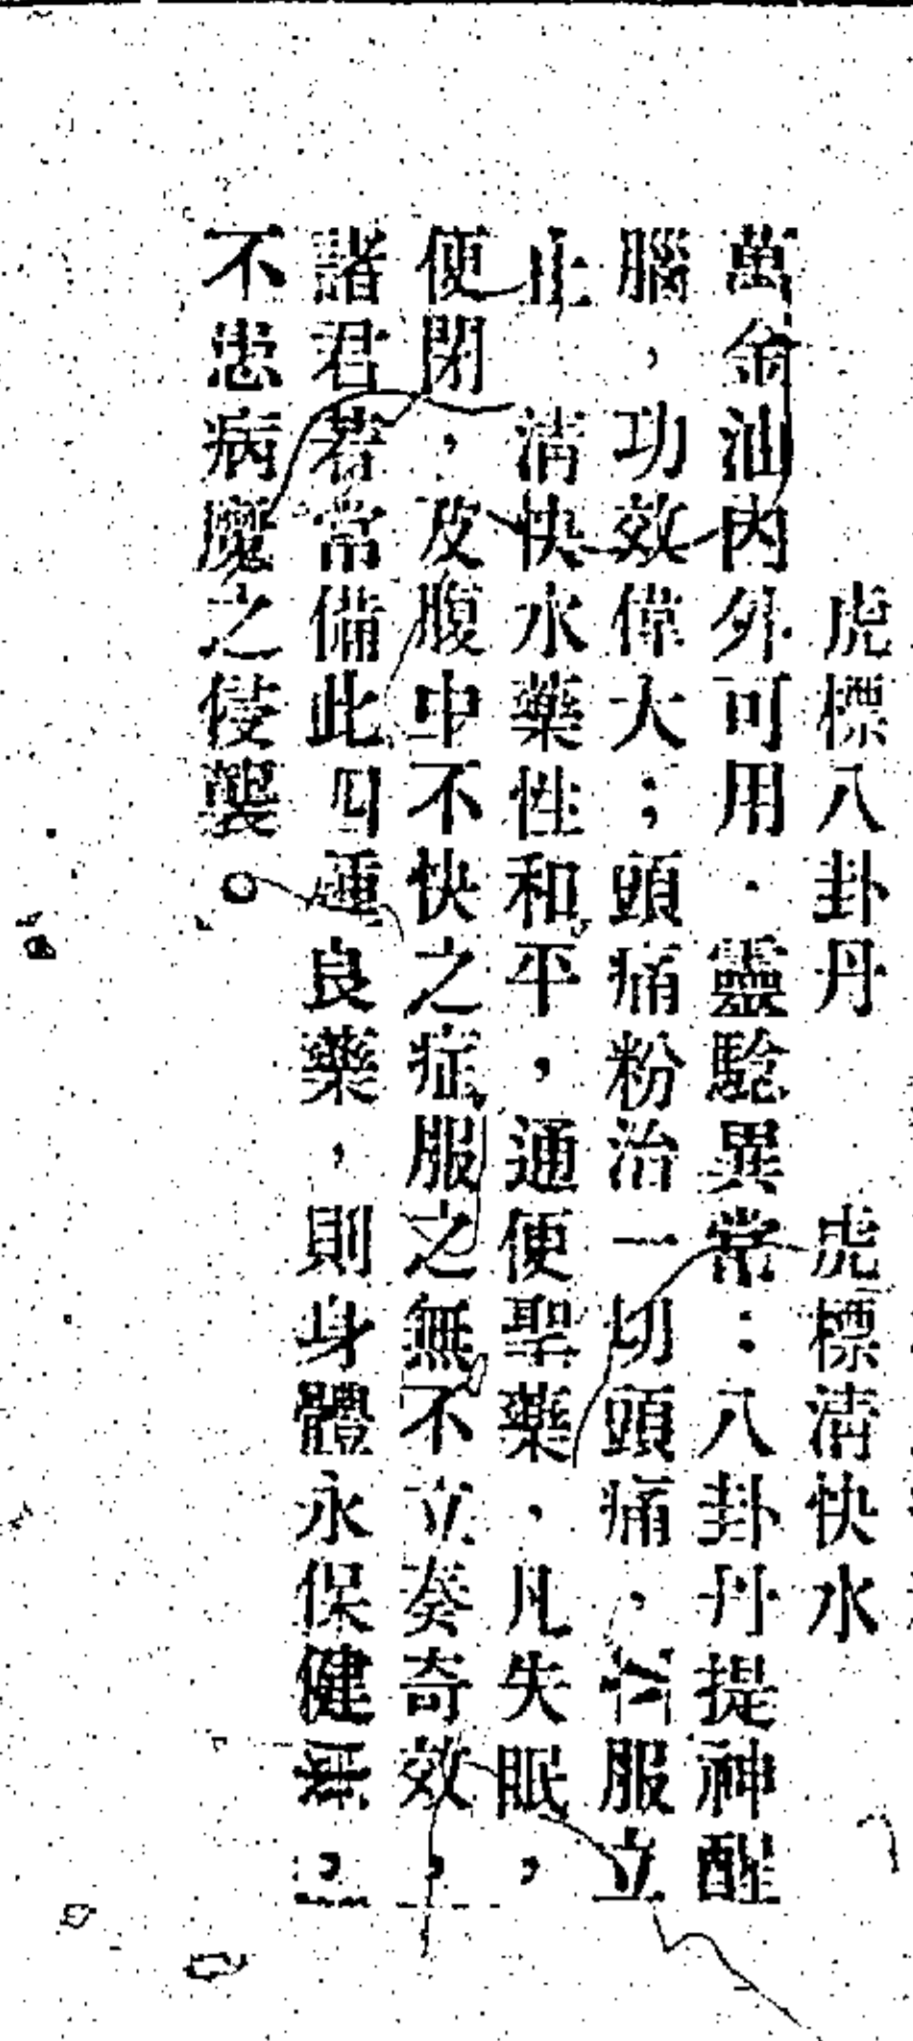 虎標八卦丹　虎標清快水
萬金油內外可用．靈驗異常：八卦丹提神醒
腦，功效偉大；頭痛粉治一切頭痛，服立
止　清快水藥性和平，通便聖藥，凡失眠，
便閉，及腹中不快之症服之無不立奏奇效，
諸君若常備此四種良藥，則身體永保健，
不患病魔之侵襲。